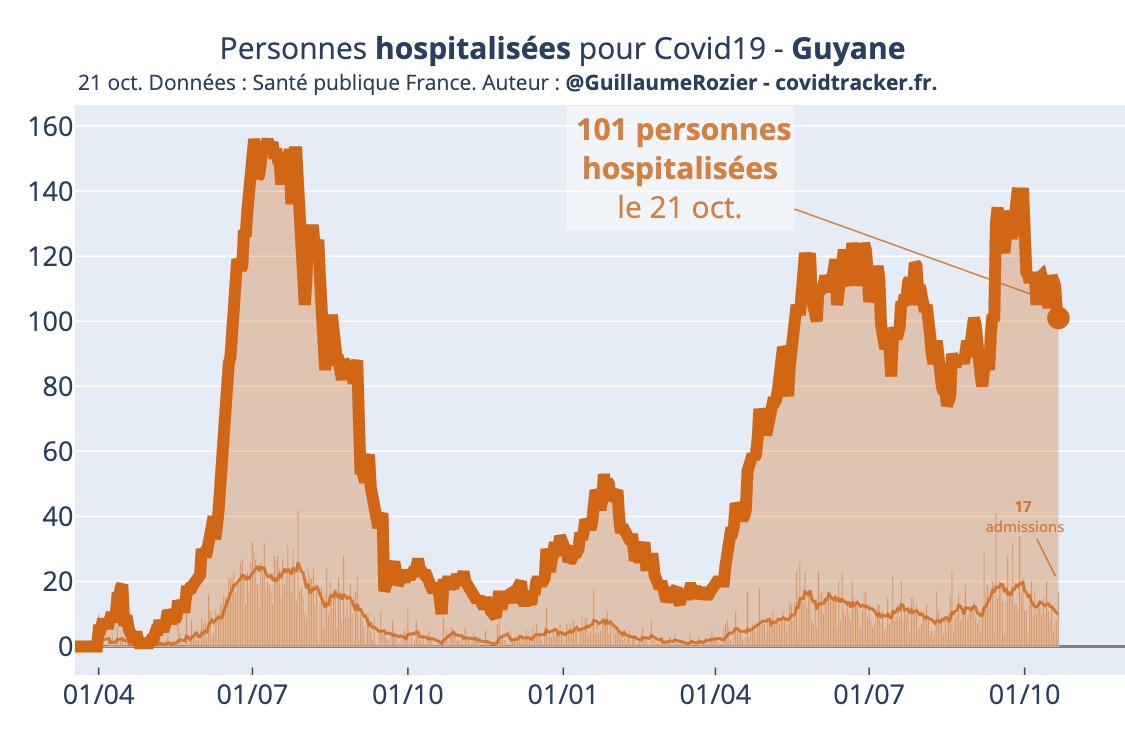 Personnes hospitalisées pour Covid19 - Guyane
21 oct. Données : Santé publique France. Auteur : @GuillaumeRozier - covidtracker.fr.
160
101 personnes
hospitalisées
le 21 oct.
140
120
100
80
60
40
17
admissions
20
0
01/04 01/07 01/10 01/01 01/04 01/07 01/10